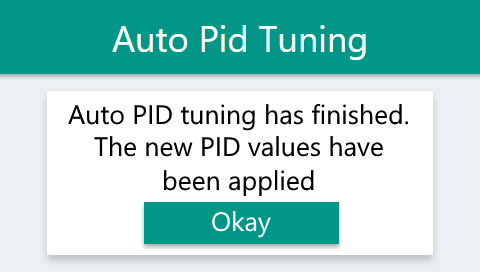 Auto Pid Tuning
Auto PID tuning has finished.
The new PID values have
been applied
Okay